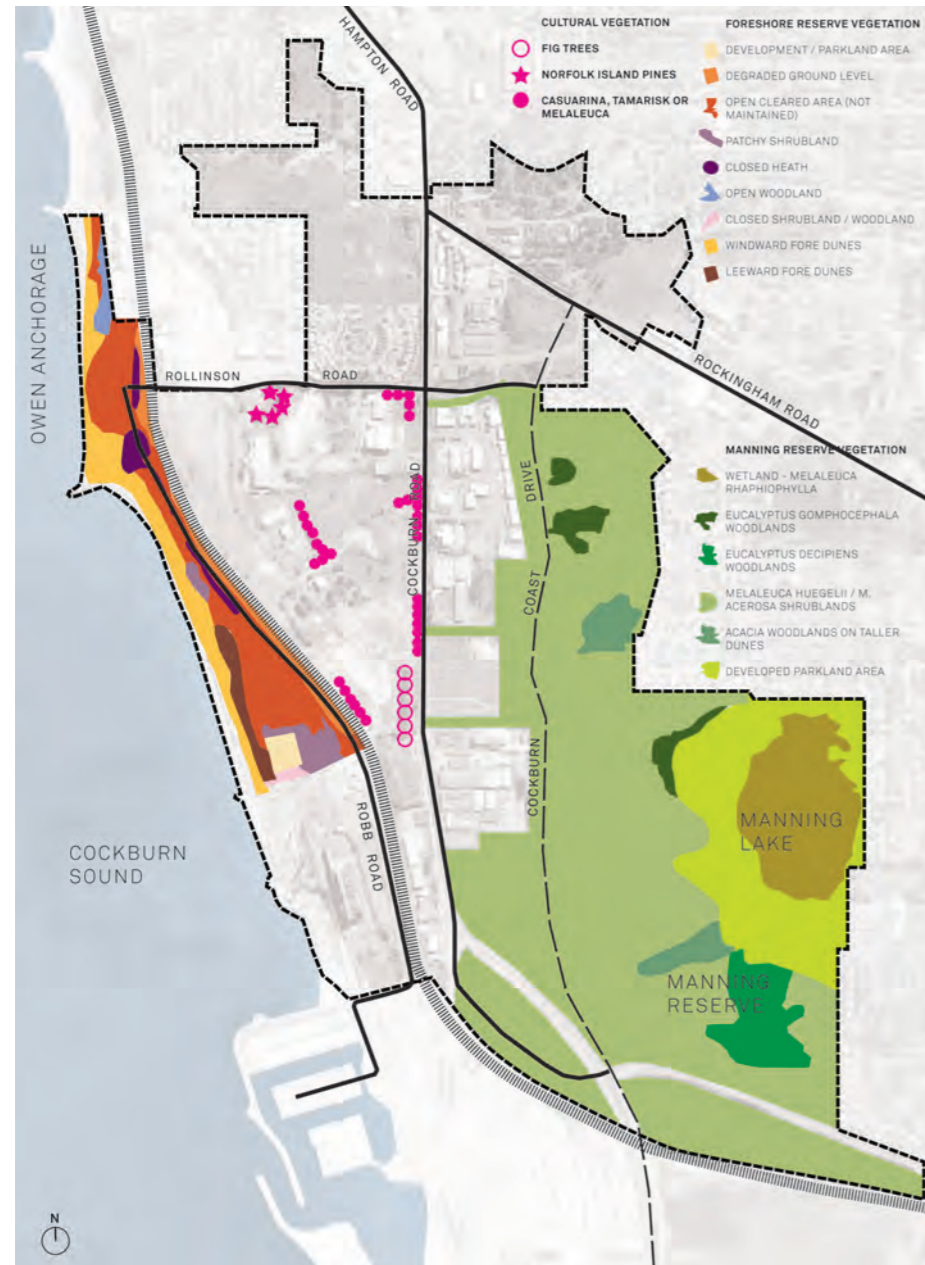 CULTURAL VEGETATION
FIG TREES
NORFOLK ISLAND PINES
CASUARINA, TAMARISK OR
MELALEUCA
FORESHORE RESERVE VEGETATION
DEVELOPMENT / PARKLAND AREA
DEGRADED GROUND LEVEL
OPEN CLEARED AREA (NOT
MAINTAINED)
PATCHY SHRUBLAND
CLOSED HEATH
OPEN WOODLAND
CLOSED SHRUBLAND / WOODLAND
WINDWARD FORE DUNES
LEEWARD FORE DUNES
HAMPTON ROAD
OWEN ANCHORAGE
ROLLINSON ROAD
ROCKINGHAM ROAD
COCKBURN ROAD
COCKBURN COAST DRIVE
MANNING RESERVE VEGETATION
WETLAND - MELALEUCA
RHAPHIOPHYLLA
EUCALYPTUS GOMPHOCEPHALA
WOODLANDS
EUCALYPTUS DECIPIENS
WOODLANDS
MELALEUCA HUEGELII / M.
ACEROSA SHRUBLANDS
ACACIA WOODLANDS ON TALLER
DUNES
DEVELOPED PARKLAND AREA
MANNING
LAKE
ROBB ROAD
COCKBURN
SOUND
MANNING
RESERVE
N